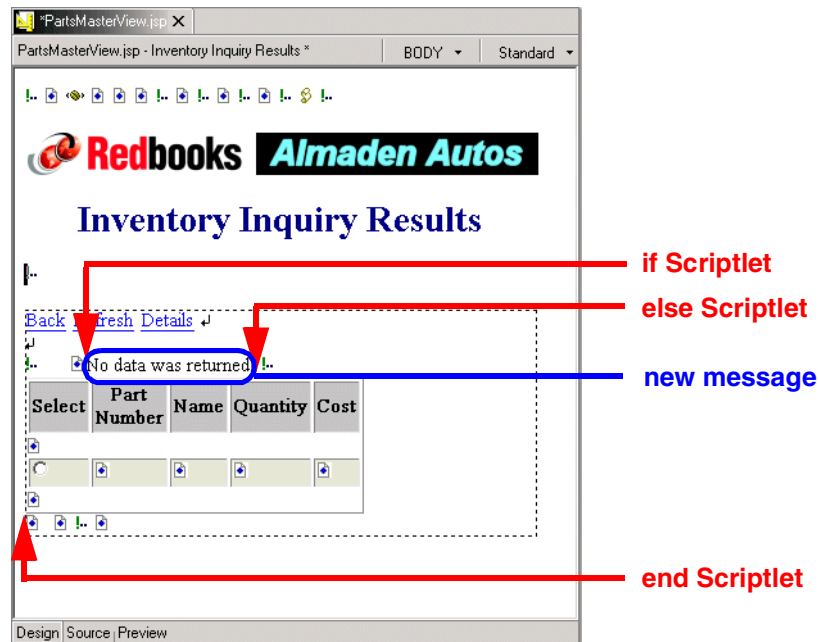 *PartsMasterView.jsp
PartsMasterView.jsp - Inventory Inquiry Results * BODY Standard
Redbooks Almaden Autos
Inventory Inquiry Results
if Scriptlet
else Scriptlet
Back Refresh Details
No data was returned
new message
Select Part Number Name Quantity Cost
end Scriptlet
Design Source Preview